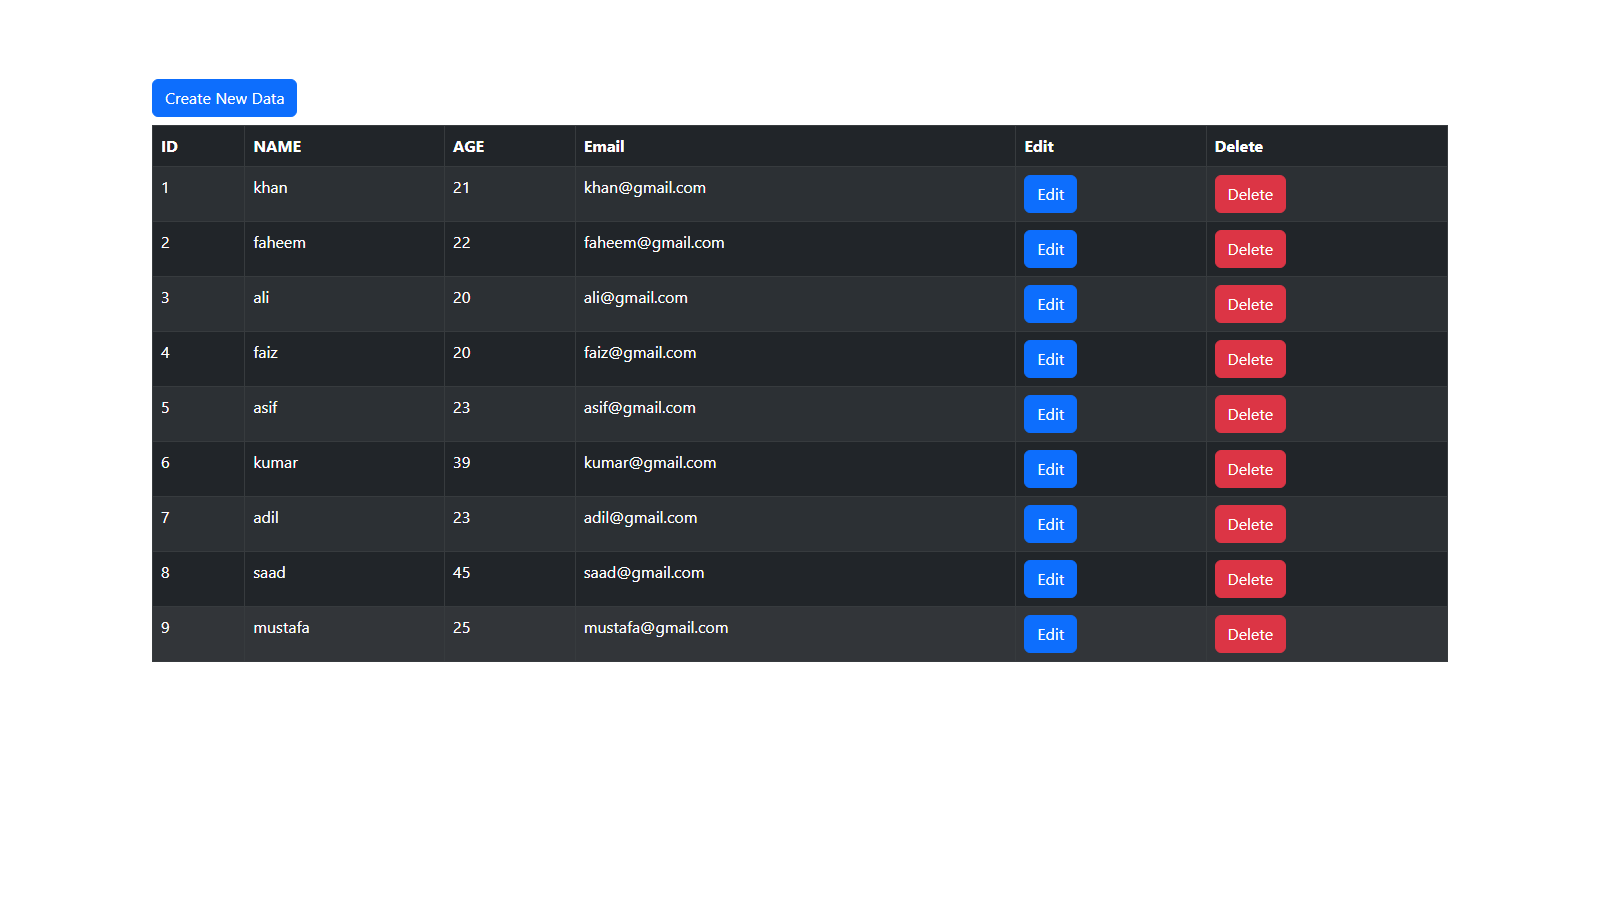 Create New Data
ID NAME AGE Email Edit Delete
1 khan 21 khan@gmail.com Edit Delete
2 faheem 22 faheem@gmail.com Edit Delete
3 ali 20 ali@gmail.com Edit Delete
4 faiz 20 faiz@gmail.com Edit Delete
5 asif 23 asif@gmail.com Edit Delete
6 kumar 39 kumar@gmail.com Edit Delete
7 adil 23 adil@gmail.com Edit Delete
8 saad 45 saad@gmail.com Edit Delete
9 mustafa 25 mustafa@gmail.com Edit Delete